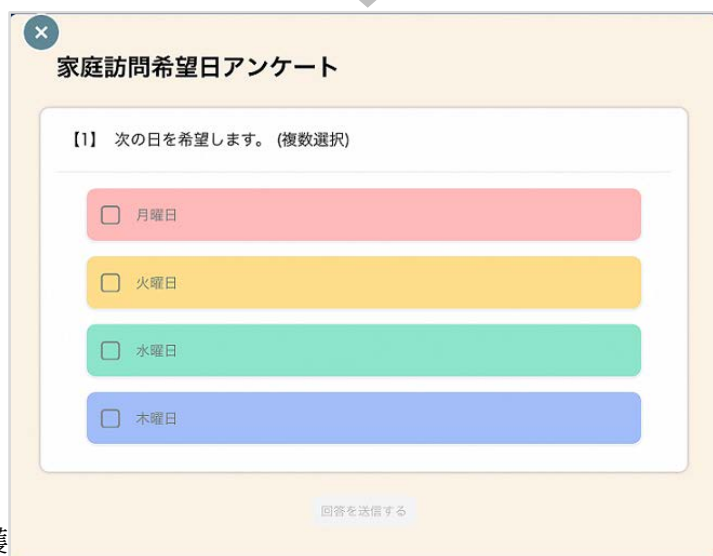 家庭訪問希望日アンケート
【1】 次の日を希望します。 (複数選択)
月曜日
火曜日
水曜日
木曜日
回答を送信する